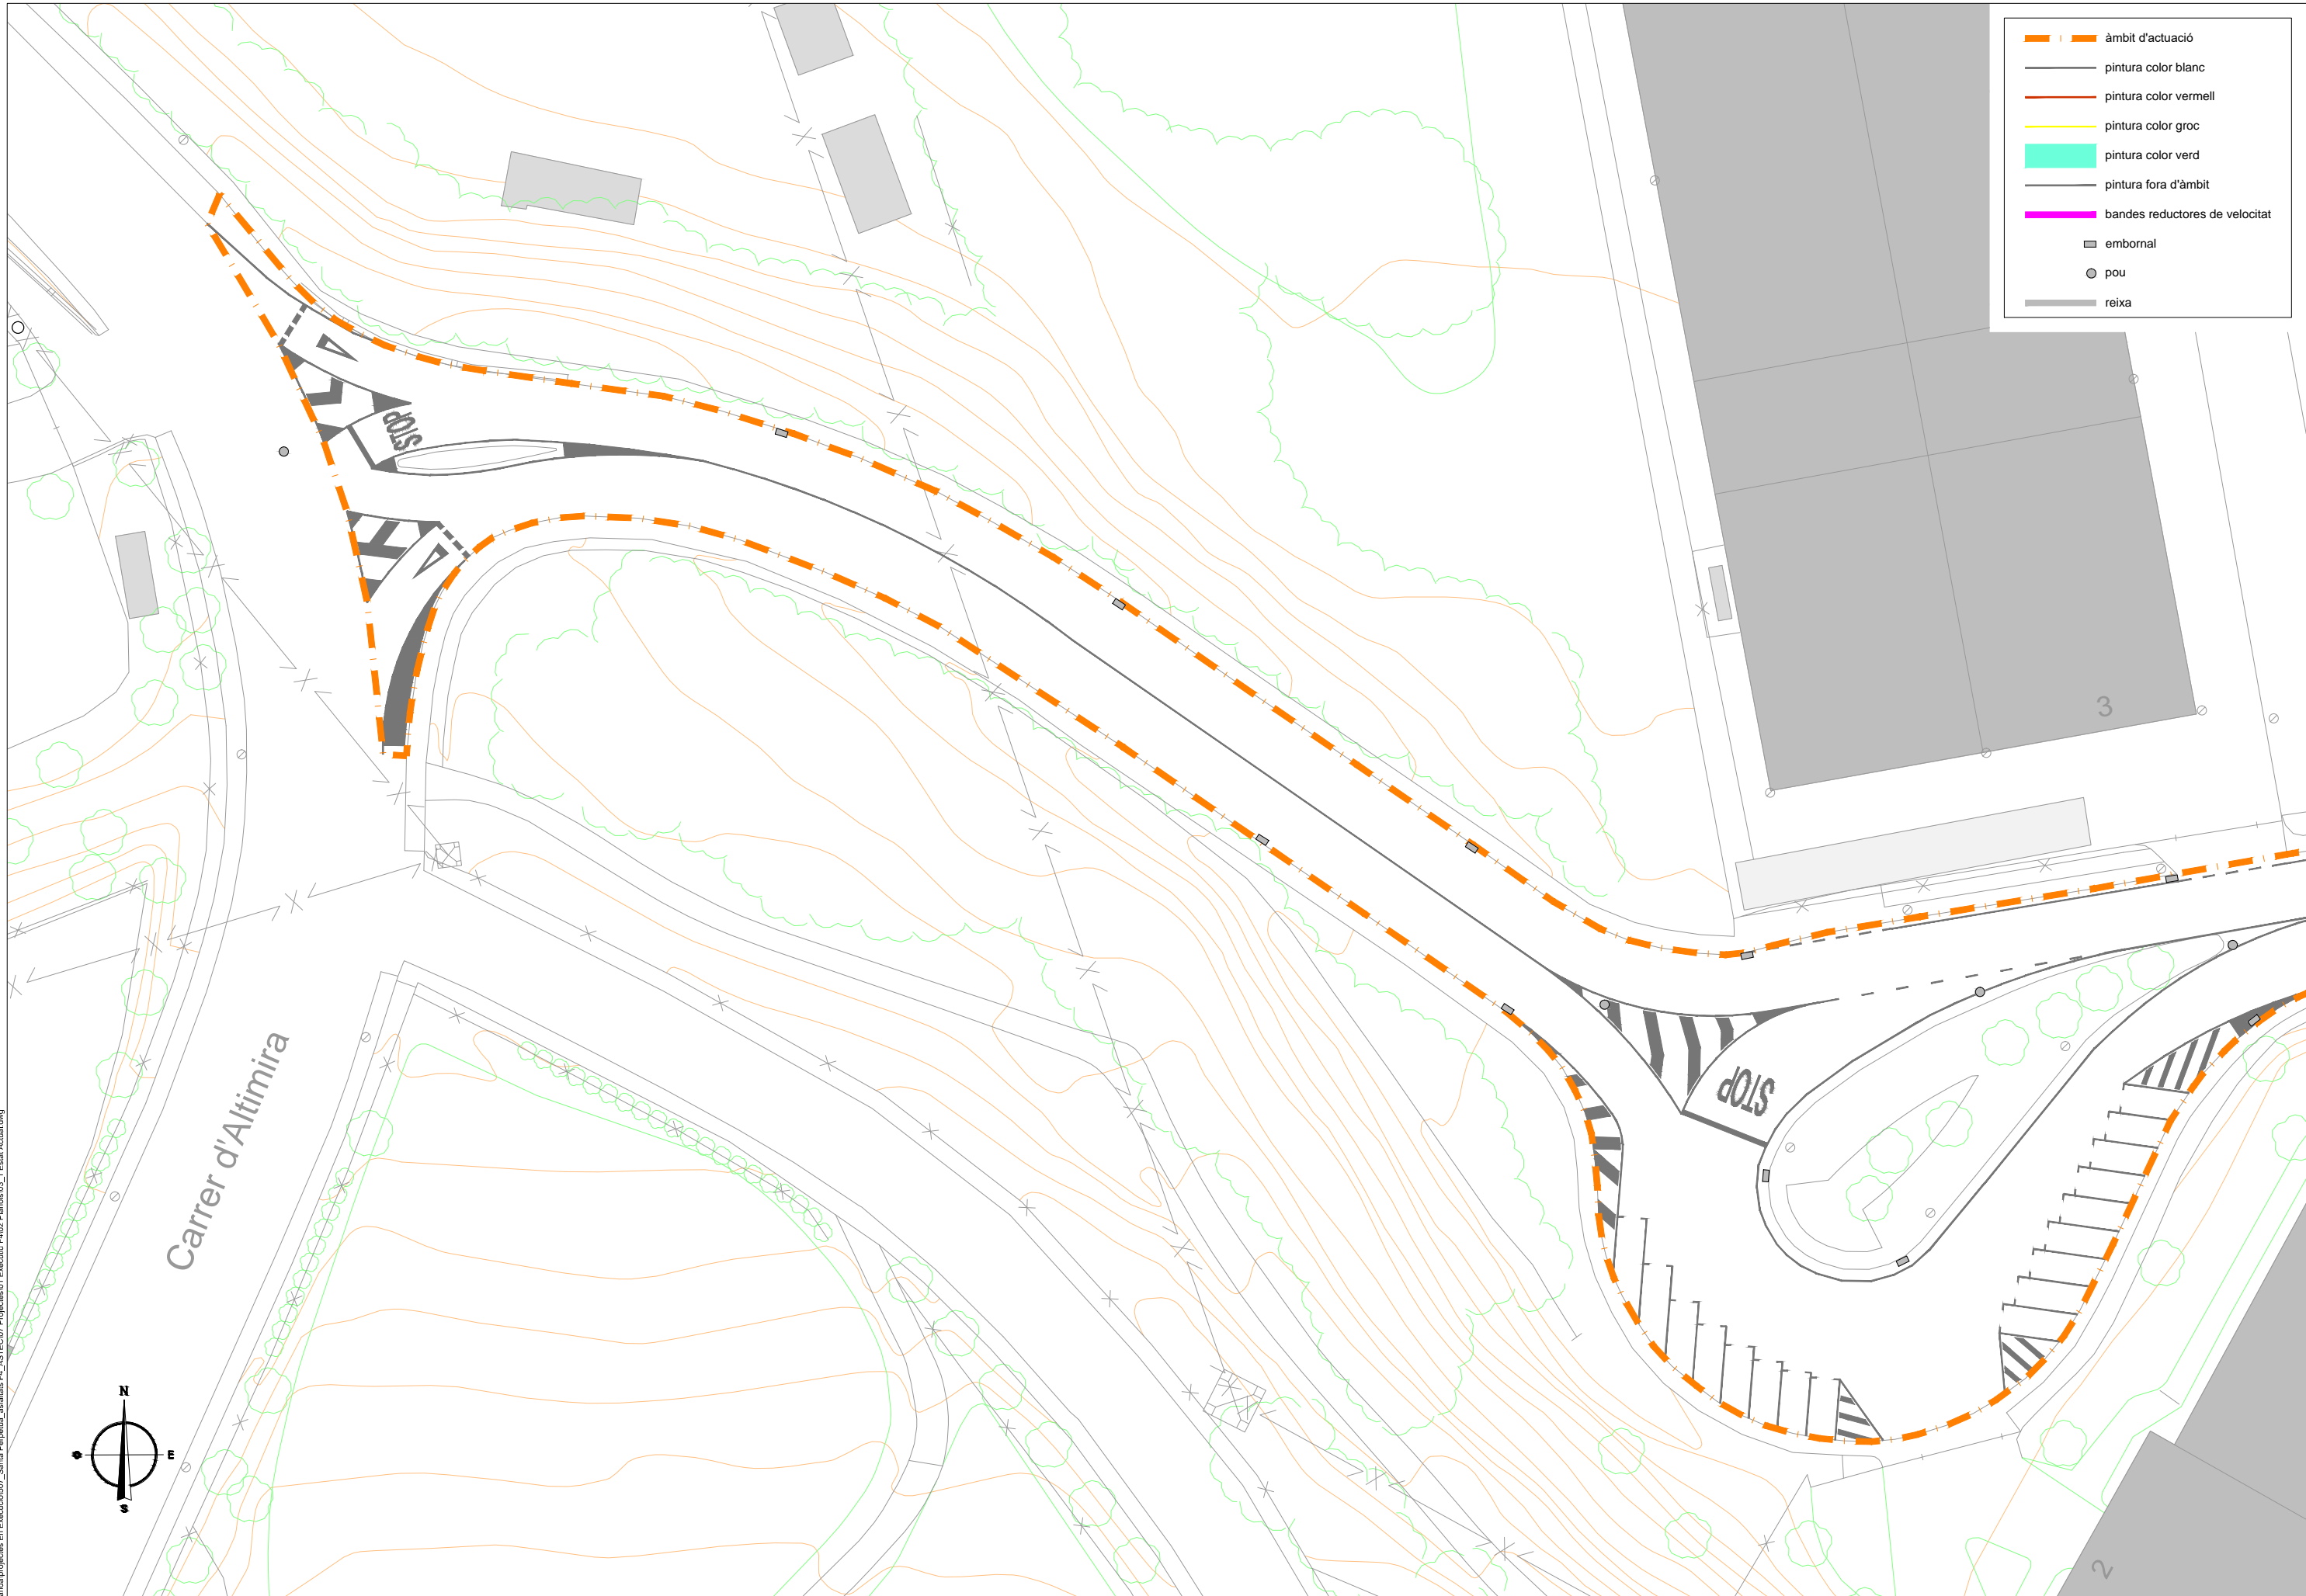 àmbit d'actuació
pintura color blanc
pintura color vermell
pintura color groc
pintura color verd
pintura fora d'àmbit
bandes reductores de velocitat
embornal
pou
reixa
STOP
3
STOP
Carrer d'Altimira
N
E
S
2